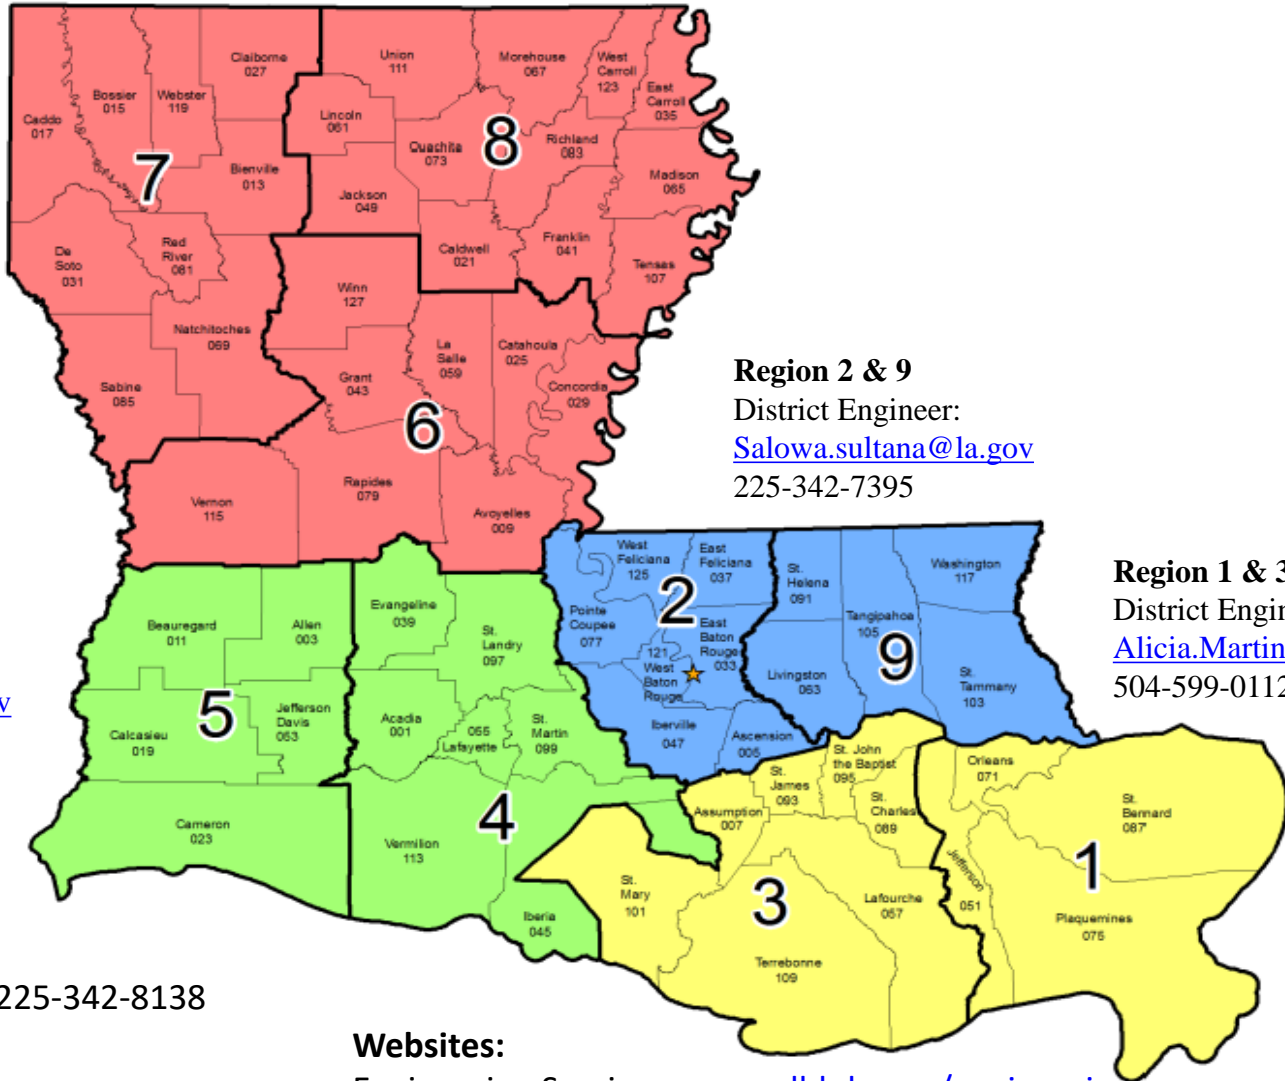 Claiborne
027
Union
111
Morehouse
067
West
Carroll
123
East
Carroll
035
Bossier
015
Webster
119
Caddo
017
Lincoln
061
Ouachita
073
8
Richland
083
7
Bienville
013
Jackson
049
Madison
065
De
Soto
031
Red
River
081
Caldwell
021
Franklin
041
Tensas
107
Winn
127
Natchitoches
069
La
Salle
059
Catahoula
025
Concordia
029
Sabine
085
Grant
043
6
Rapides
079
Vernon
115
Avoyelles
009
Region 2 & 9
District Engineer:
Salowa.sultana@la.gov
225-342-7395
West
Feliciana
125
East
Feliciana
037
St.
Helena
091
Washington
117
2
Pointe
Coupee
077
Tangipahoa
105
East
Baton
Rouge
033
121
West
Baton
Rouge
9
Livingston
063
St.
Tammany
103
Iberville
047
Ascension
005
Region 1 & 3
District Engin
Alicia.Martin
504-599-0112
Beauregard
011
Allen
003
Evangeline
039
St.
Landry
097
5
Calcasieu
019
Jefferson
Davis
053
Acadia
001
055
Lafayette
St.
Martin
099
v
Cameron
023
4
Vermilion
113
Iberia
045
St. John
the Baptist
095
St.
James
093
Assumption
007
St.
Charles
089
Orleans
071
St.
Bernard
087
1
Jefferson
051
Plaquemines
075
St.
Mary
101
3
Lafourche
057
Terrebonne
109
225-342-8138
Websites: